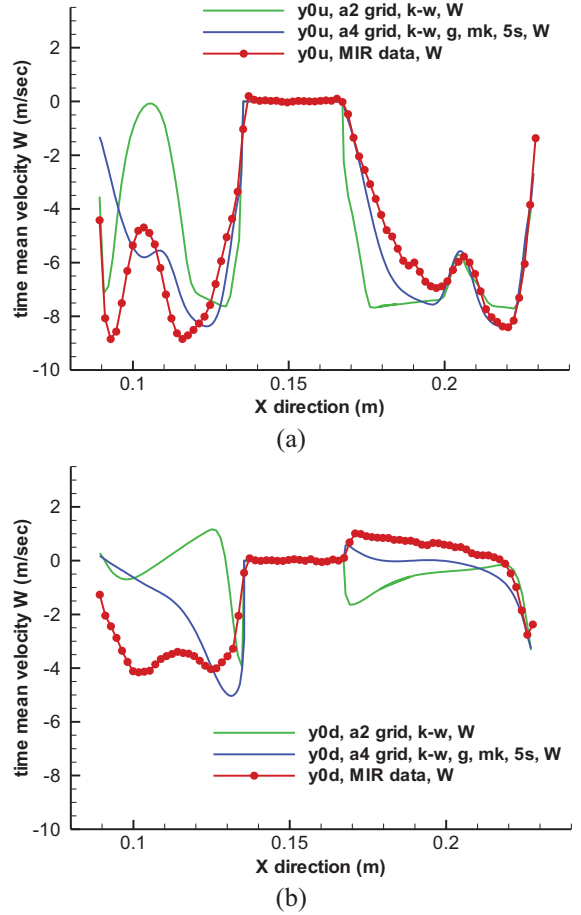 y0u, a2 grid, k-w, W
y0u, a4 grid, k-w, g, mk, 5s, W
y0u, MIR data, W
time mean velocity W (m/sec)
2
0
-2
-4
-6
-8
-10
0.1 0.15 0.2
X direction (m)
(a)
time mean velocity W (m/sec)
2
0
-2
-4
-6
-8
-10
y0d, a2 grid, k-w, W
y0d, a4 grid, k-w, g, mk, 5s, W
y0d, MIR data, W
0.1 0.15 0.2
X direction (m)
(b)